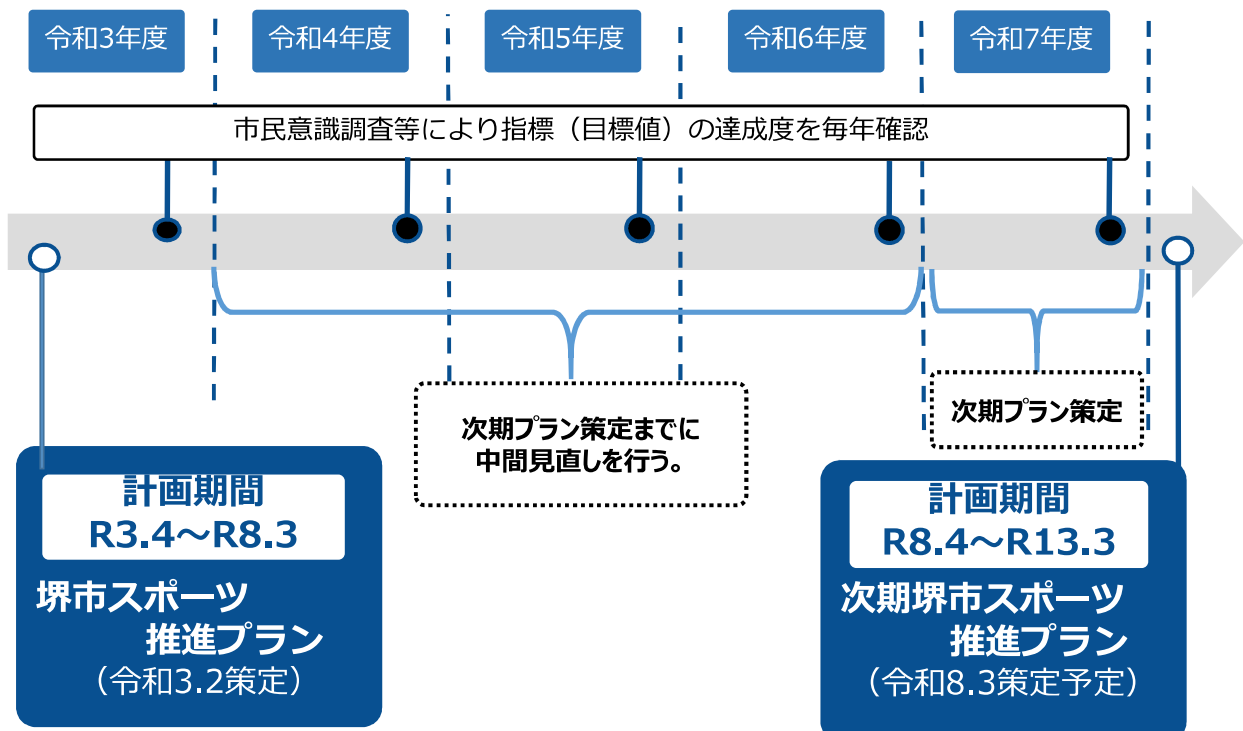 令和3年度
令和4年度
令和5年度
令和6年度
令和7年度
市民意識調査等により指標（目標値）の達成度を毎年確認
次期プラン策定までに
中間見直しを行う。
次期プラン策定
計画期間
R3.4～R8.3
堺市スポーツ
推進プラン
（令和3.2策定）
計画期間
R8.4～R13.3
次期堺市スポーツ
推進プラン
（令和8.3策定予定）